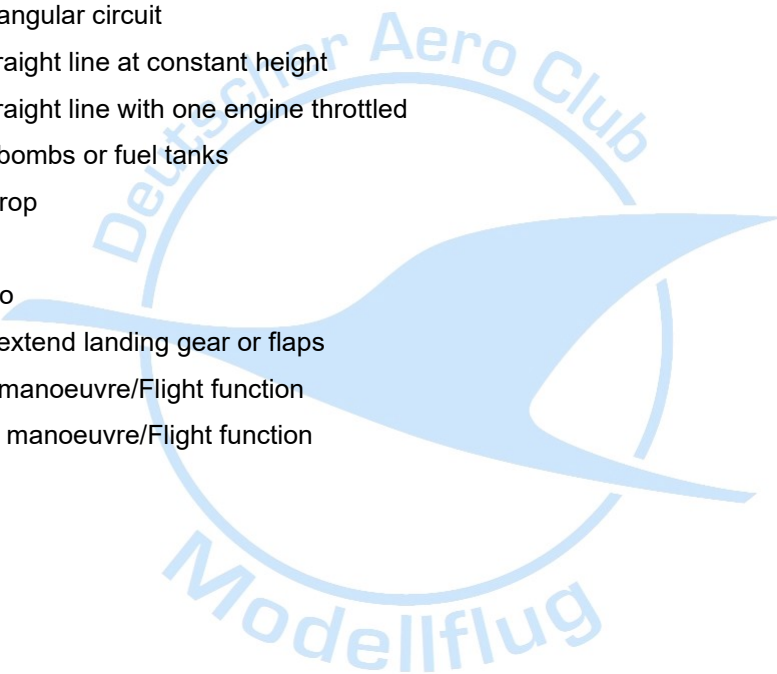 angular circuit
raight line at constant height
raight line with one engine throttled
bombs or fuel tanks
rop
o
extend landing gear or flaps
manoeuvre/Flight function
manoeuvre/Flight function
Deutscher Aero Club
Modellflug